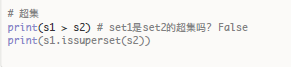 # 超集
print(s1 > s2) # set1是set2的超集吗? False
print(s1.issuperset(s2))